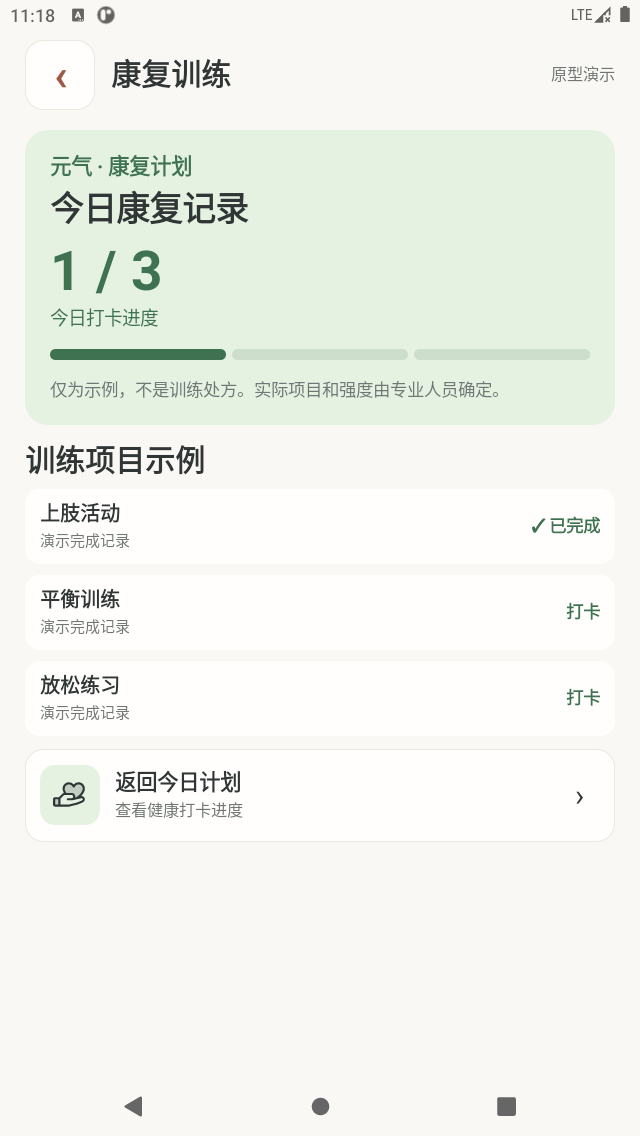 11:18
LTE
康复训练
原型演示
元气 · 康复计划
今日康复记录
1 / 3
今日打卡进度
仅为示例，不是训练处方。实际项目和强度由专业人员确定。
训练项目示例
上肢活动
演示完成记录
✓已完成
平衡训练
演示完成记录
打卡
放松练习
演示完成记录
打卡
返回今日计划
查看健康打卡进度